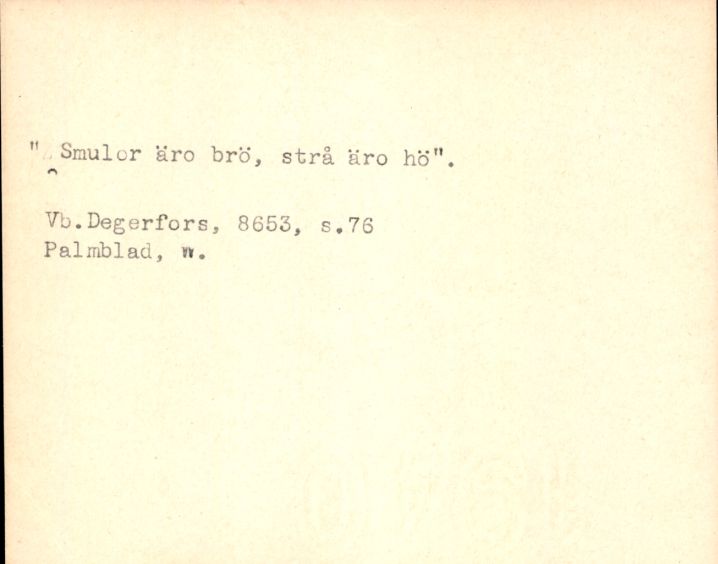 " Smulor äro brö, strå äro hö".
Vb.Degerfors, 8653, s.76
Palmblad, W.